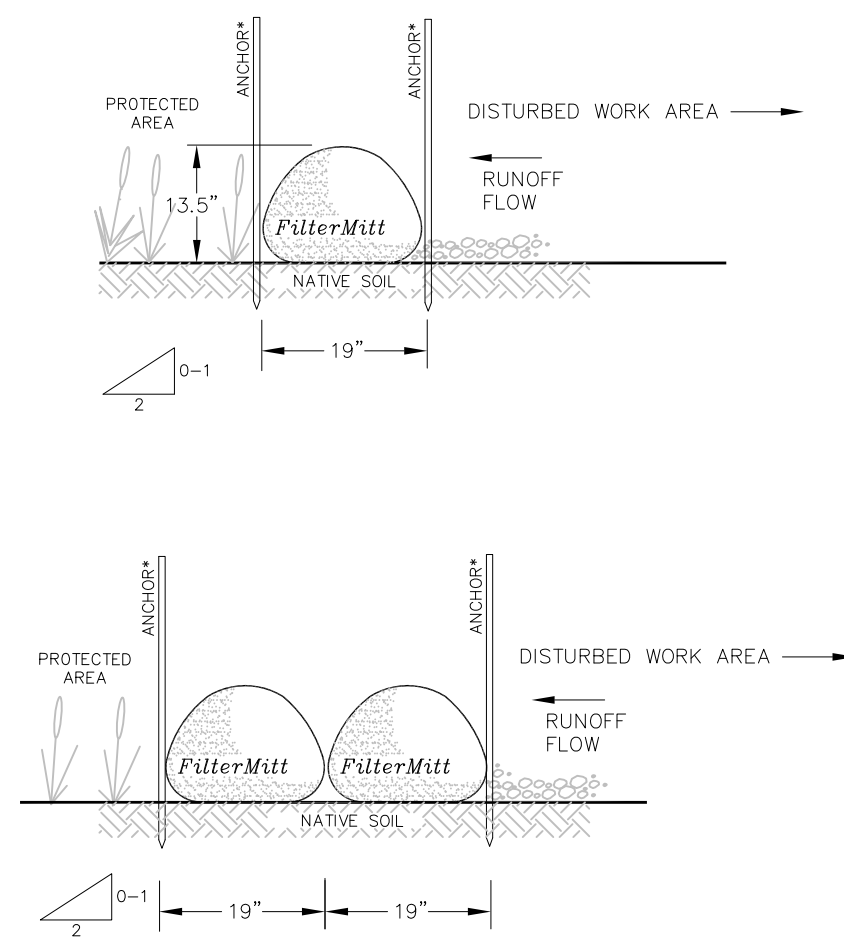 ANCHOR*
ANCHOR*
PROTECTED
AREA
DISTURBED WORK AREA
RUNOFF
FLOW
13.5”
FilterMitt
NATIVE SOIL
19”
0–1
2
ANCHOR*
ANCHOR*
PROTECTED
AREA
DISTURBED WORK AREA
RUNOFF
FLOW
FilterMitt
FilterMitt
NATIVE SOIL
0–1
2
19”
19”